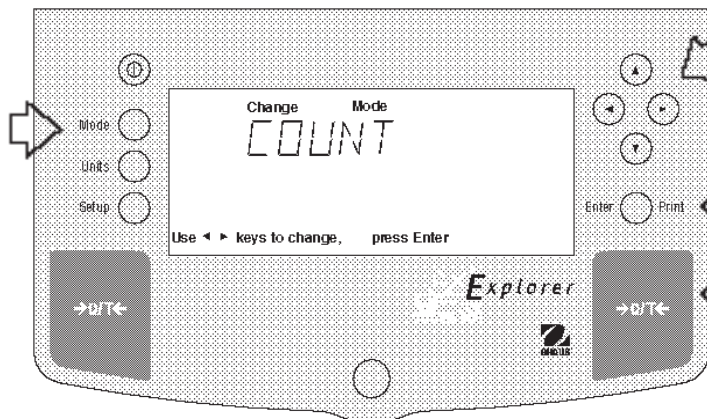 Change Mode
Mode
COUNT
Units
Setup
Enter
Print
Use ◄ ► keys to change, press Enter
→0/T←
Explorer
→0/T←
OHAUS